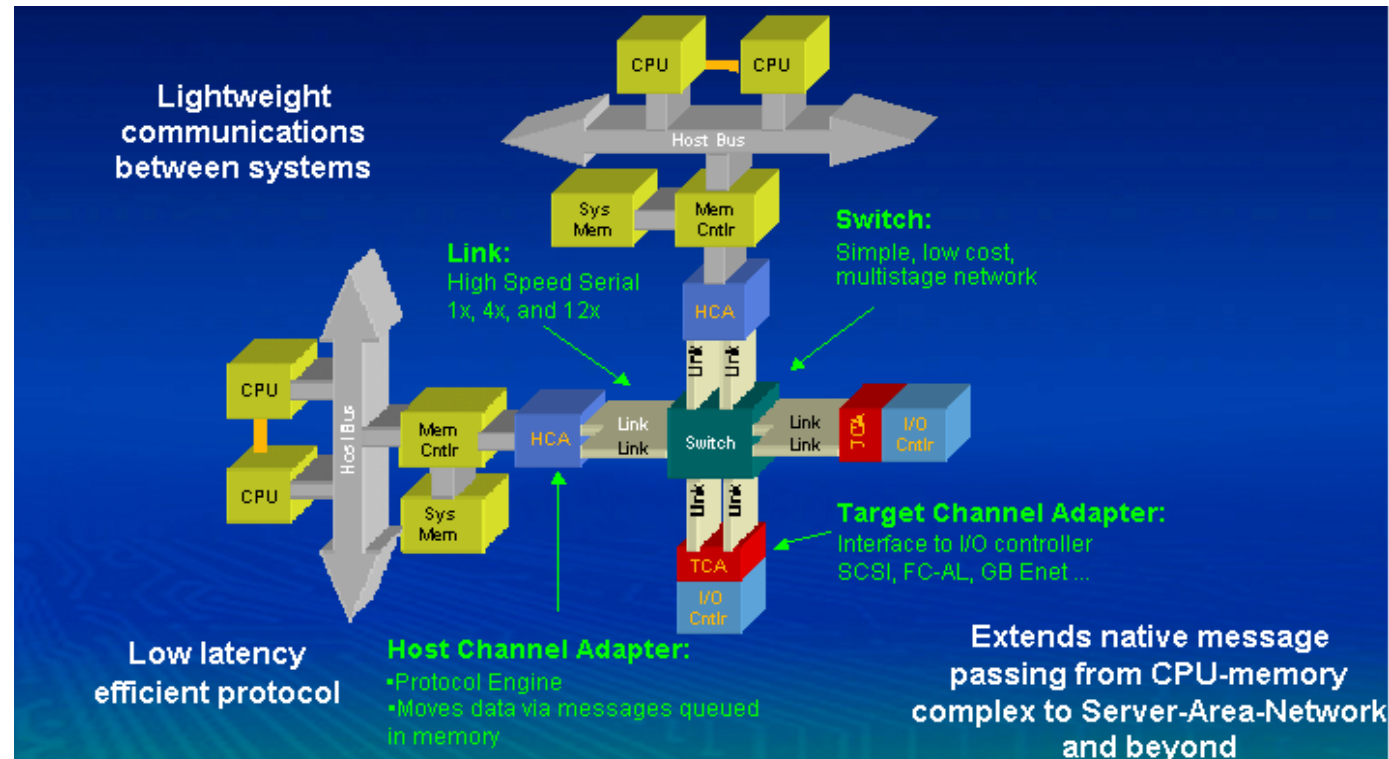 CPU
CPU
Lightweight
communications
between systems
Host Bus
Sys
Mem
Mem
Cntlr
Switch:
Simple, low cost,
multistage network
Link:
High Speed Serial
1x, 4x, and 12x
HCA
Link
Link
CPU
CPU
Host Bus
Mem
Cntlr
Sys
Mem
HCA
Link
Link
Switch
Link
Link
TCA
I/O
Cntlr
Link
Link
Target Channel Adapter:
Interface to I/O controller
SCSI, FC-AL, GB Enet ...
TCA
I/O
Cntlr
Low latency
efficient protocol
Host Channel Adapter:
▪Protocol Engine
▪Moves data via messages queued
in memory
Extends native message
passing from CPU-memory
complex to Server-Area-Network
and beyond